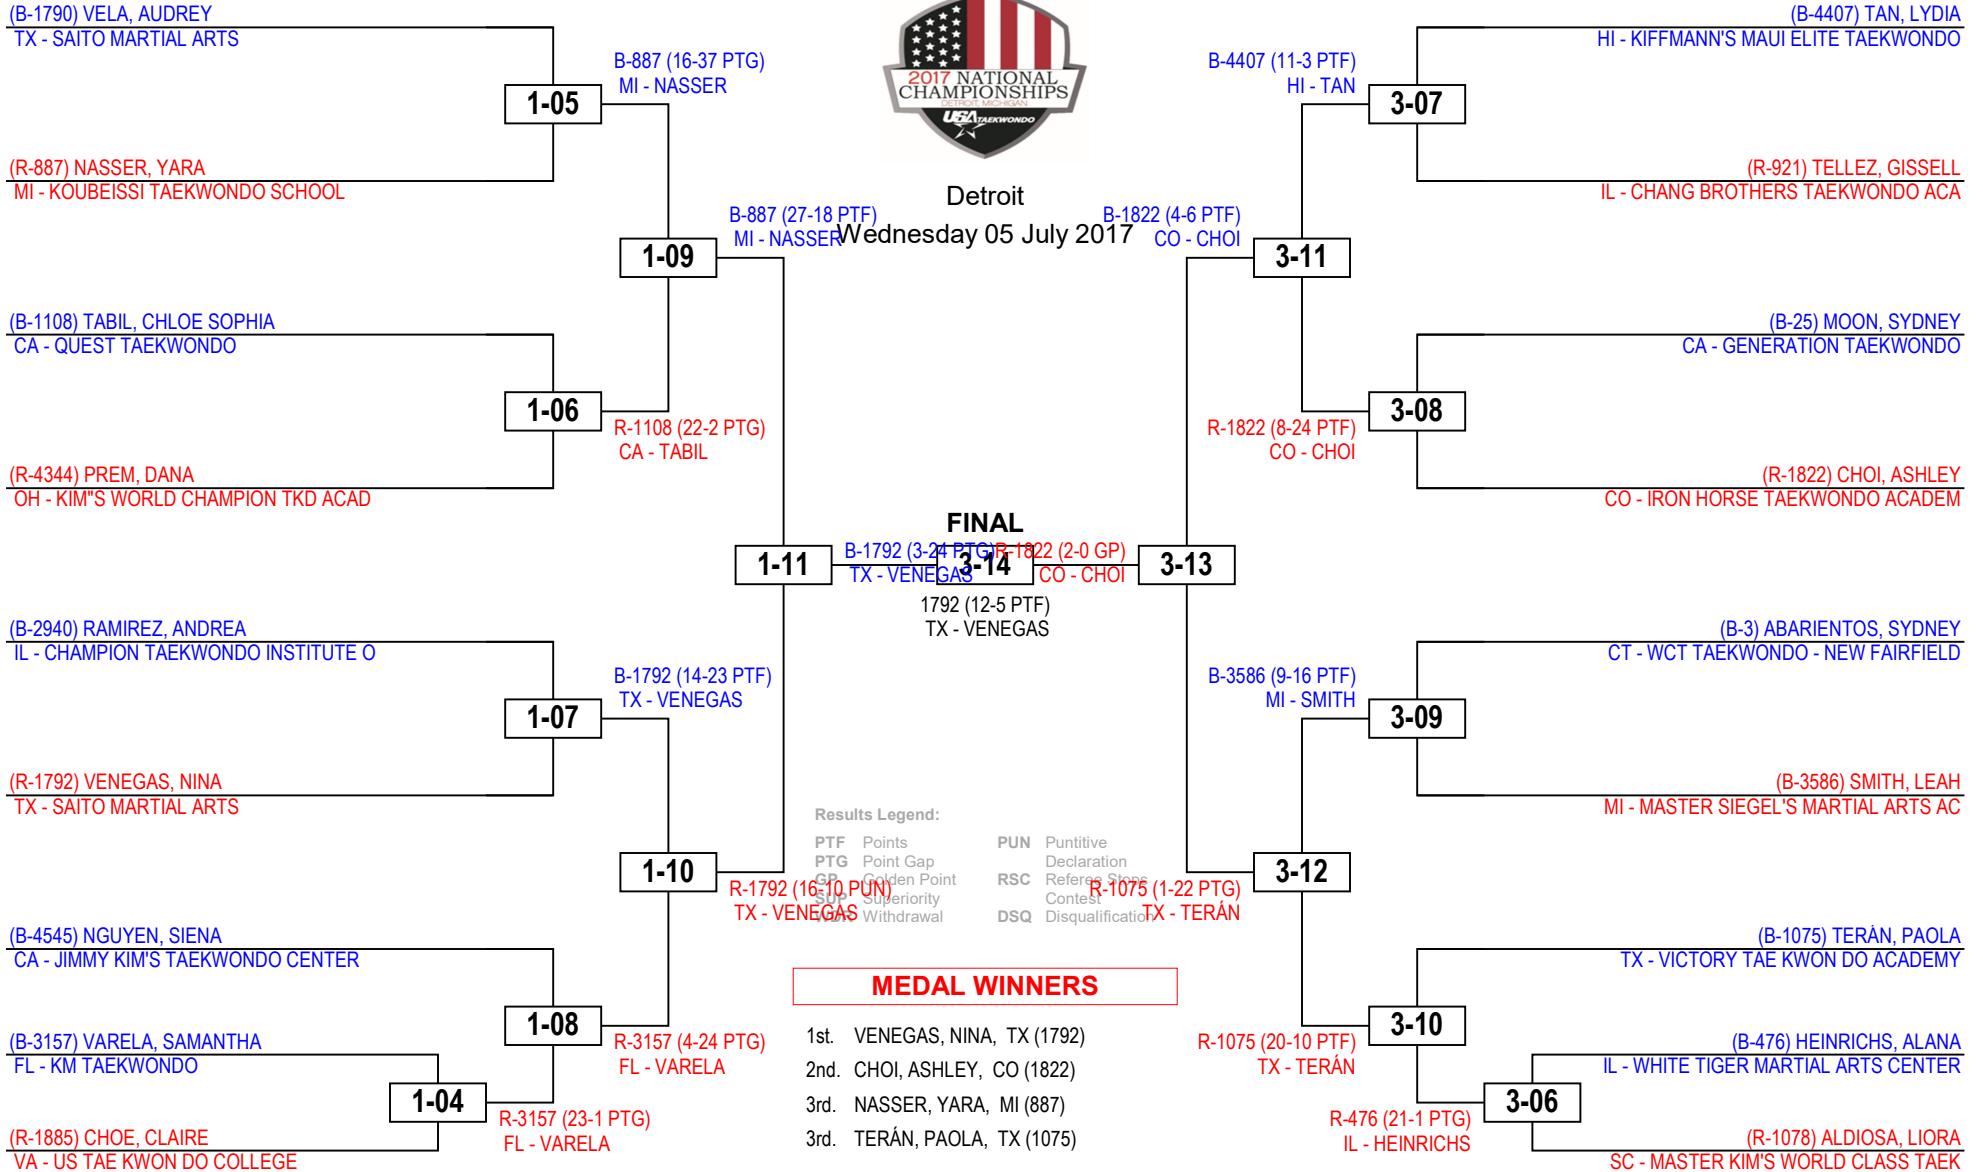 (B-1790) VELA, AUDREY
TX - SAITO MARTIAL ARTS
B-887 (16-37 PTG)
MI - NASSER
1-05
(R-887) NASSER, YARA
MI - KOUBEISSI TAEKWONDO SCHOOL
B-887 (27-18 PTF)
MI - NASSER
1-09
(B-1108) TABIL, CHLOE SOPHIA
CA - QUEST TAEKWONDO
1-06
R-1108 (22-2 PTG)
CA - TABIL
(R-4344) PREM, DANA
OH - KIM"S WORLD CHAMPION TKD ACAD
1-11
B-1792 (3-24 PTG)
TX - VENEGAS
(B-2940) RAMIREZ, ANDREA
IL - CHAMPION TAEKWONDO INSTITUTE O
B-1792 (14-23 PTF)
TX - VENEGAS
1-07
(R-1792) VENEGAS, NINA
TX - SAITO MARTIAL ARTS
1-10
R-1792 (16-10 PUN)
TX - VENEGAS
(B-4545) NGUYEN, SIENA
CA - JIMMY KIM'S TAEKWONDO CENTER
1-08
R-3157 (4-24 PTG)
FL - VARELA
(B-3157) VARELA, SAMANTHA
FL - KM TAEKWONDO
1-04
R-3157 (23-1 PTG)
FL - VARELA
(R-1885) CHOE, CLAIRE
VA - US TAE KWON DO COLLEGE
2017 NATIONAL
CHAMPIONSHIPS
DETROIT, MICHIGAN
USA TAEKWONDO
Detroit
Wednesday 05 July 2017
FINAL
3-14
1792 (12-5 PTF)
TX - VENEGAS
Results Legend:
PTF Points
PTG Point Gap
GP Golden Point
SUP Superiority
WDR Withdrawal
PUN Puntitive
Declaration
RSC Referee Stops
Contest
DSQ Disqualification
MEDAL WINNERS
1st. VENEGAS, NINA, TX (1792)
2nd. CHOI, ASHLEY, CO (1822)
3rd. NASSER, YARA, MI (887)
3rd. TERÁN, PAOLA, TX (1075)
(B-4407) TAN, LYDIA
HI - KIFFMANN'S MAUI ELITE TAEKWONDO
B-4407 (11-3 PTF)
HI - TAN
3-07
(R-921) TELLEZ, GISSELL
IL - CHANG BROTHERS TAEKWONDO ACA
B-1822 (4-6 PTF)
CO - CHOI
3-11
(B-25) MOON, SYDNEY
CA - GENERATION TAEKWONDO
3-08
R-1822 (8-24 PTF)
CO - CHOI
(R-1822) CHOI, ASHLEY
CO - IRON HORSE TAEKWONDO ACADEM
R-1822 (2-0 GP)
CO - CHOI
3-13
(B-3) ABARIENTOS, SYDNEY
CT - WCT TAEKWONDO - NEW FAIRFIELD
B-3586 (9-16 PTF)
MI - SMITH
3-09
(B-3586) SMITH, LEAH
MI - MASTER SIEGEL'S MARTIAL ARTS AC
3-12
R-1075 (1-22 PTG)
TX - TERÁN
(B-1075) TERÁN, PAOLA
TX - VICTORY TAE KWON DO ACADEMY
3-10
R-1075 (20-10 PTF)
TX - TERÁN
(B-476) HEINRICHS, ALANA
IL - WHITE TIGER MARTIAL ARTS CENTER
3-06
R-476 (21-1 PTG)
IL - HEINRICHS
(R-1078) ALDIOSA, LIORA
SC - MASTER KIM'S WORLD CLASS TAEK